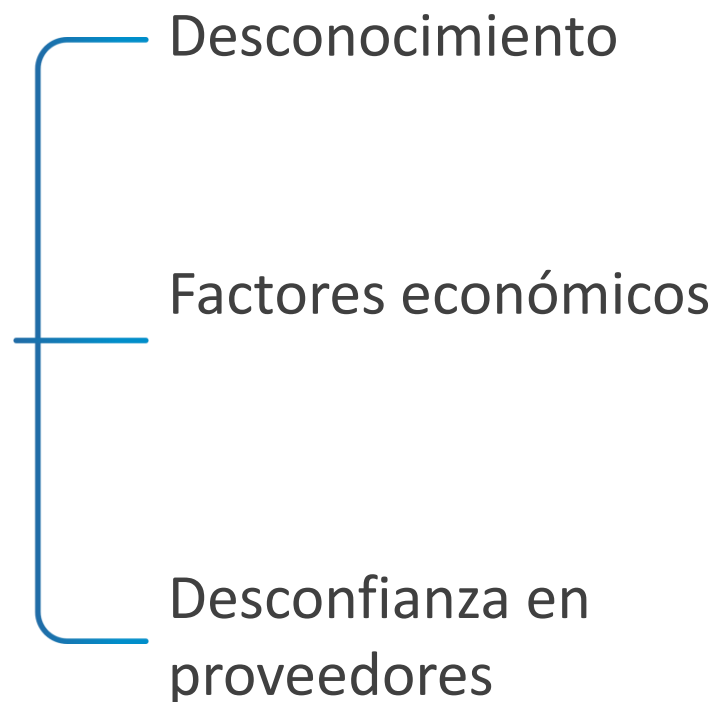 Desconocimiento
Factores económicos
Desconfianza en
proveedores